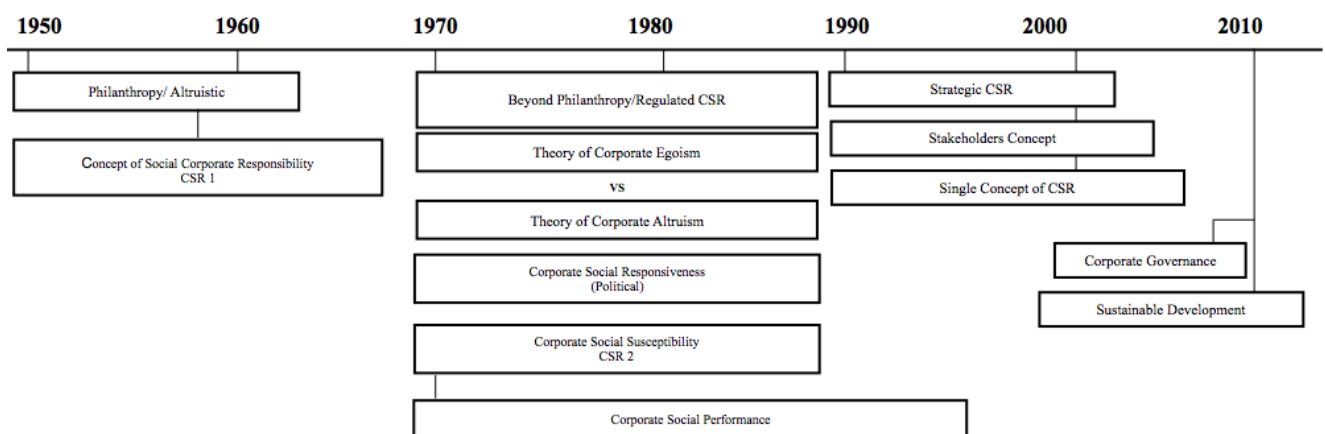 1950 1960 1970 1980 1990 2000 2010
Philanthropy/ Altruistic
Concept of Social Corporate Responsibility
CSR 1
Beyond Philanthropy/Regulated CSR
Theory of Corporate Egoism
vs
Theory of Corporate Altruism
Corporate Social Responsiveness
(Political)
Corporate Social Susceptibility
CSR 2
Corporate Social Performance
Strategic CSR
Stakeholders Concept
Single Concept of CSR
Corporate Governance
Sustainable Development